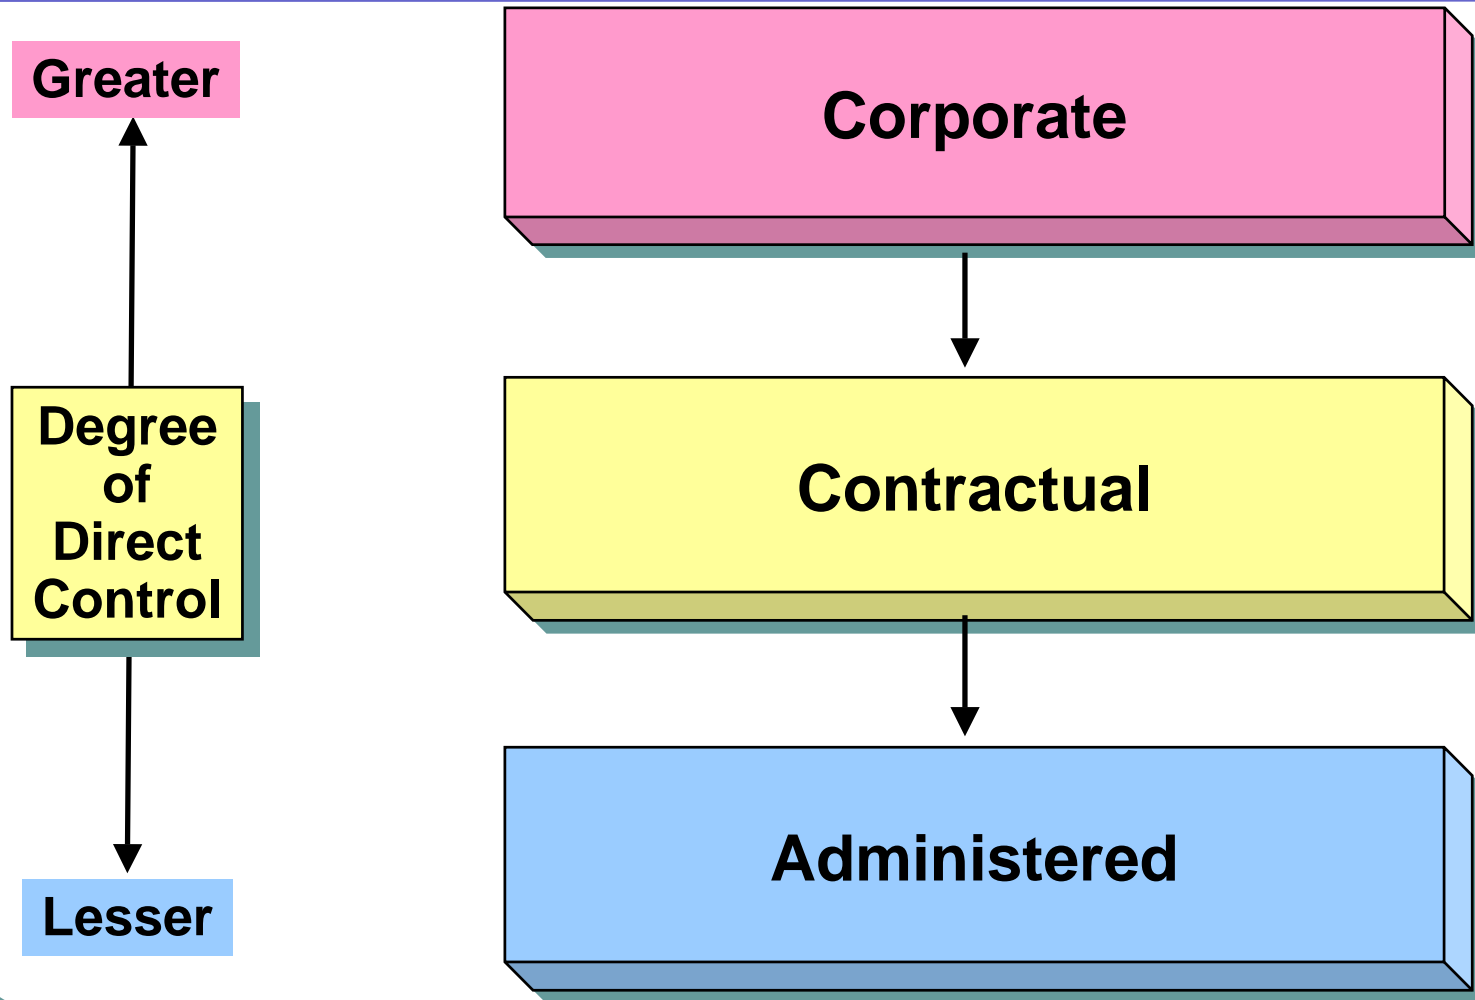 Greater
Corporate
Degree
of
Direct
Control
Contractual
Administered
Lesser